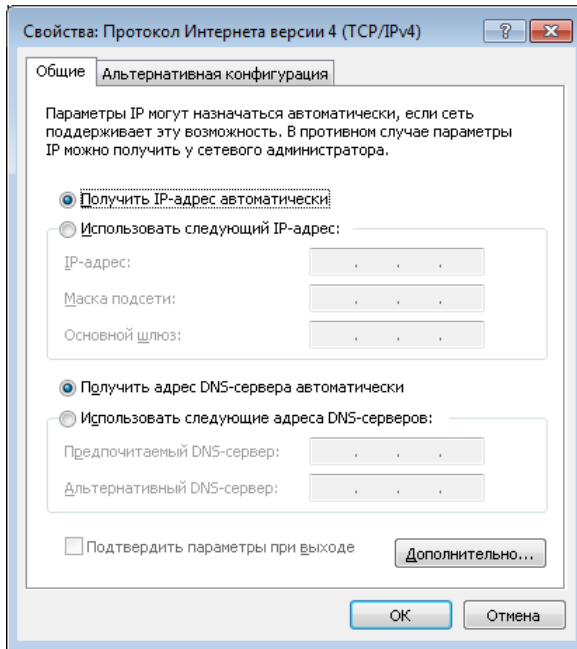 Свойства: Протокол Интернета версии 4 (TCP/IPv4)
Общие
Альтернативная конфигурация
Параметры IP могут назначаться автоматически, если сеть
поддерживает эту возможность. В противном случае параметры
IP можно получить у сетевого администратора.
Получить IP-адрес автоматически
Использовать следующий IP-адрес:
IP-адрес:
Маска подсети:
Основной шлюз:
Получить адрес DNS-сервера автоматически
Использовать следующие адреса DNS-серверов:
Предпочитаемый DNS-сервер:
Альтернативный DNS-сервер:
Подтвердить параметры при выходе
Дополнительно...
ОК
Отмена